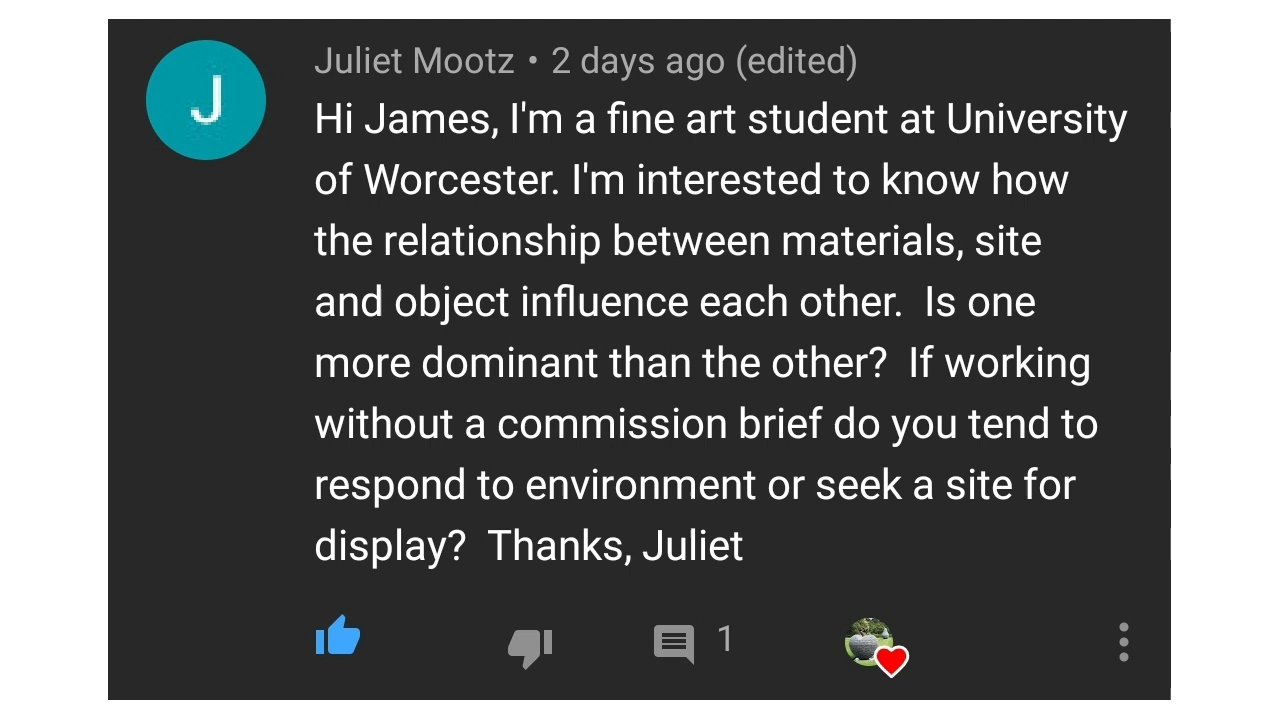 J
Juliet Mootz • 2 days ago (edited)
Hi James, I'm a fine art student at University
of Worcester. I'm interested to know how
the relationship between materials, site
and object influence each other.  Is one
more dominant than the other?  If working
without a commission brief do you tend to
respond to environment or seek a site for
display?  Thanks, Juliet
1